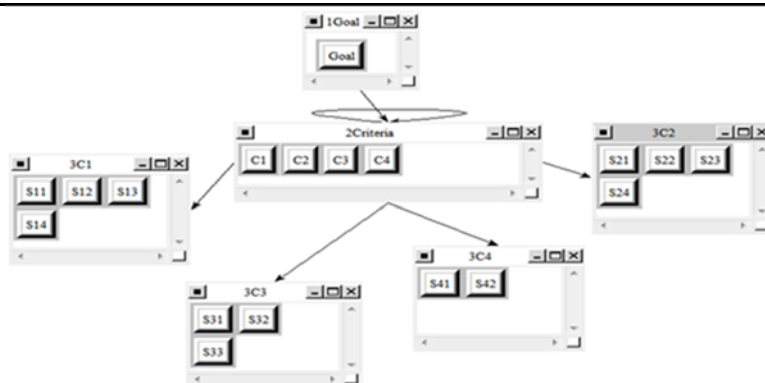 1Goal
Goal
2Criteria
C1 C2 C3 C4
3C1
S11 S12 S13
S14
3C2
S21 S22 S23
S24
3C3
S31 S32
S33
3C4
S41 S42